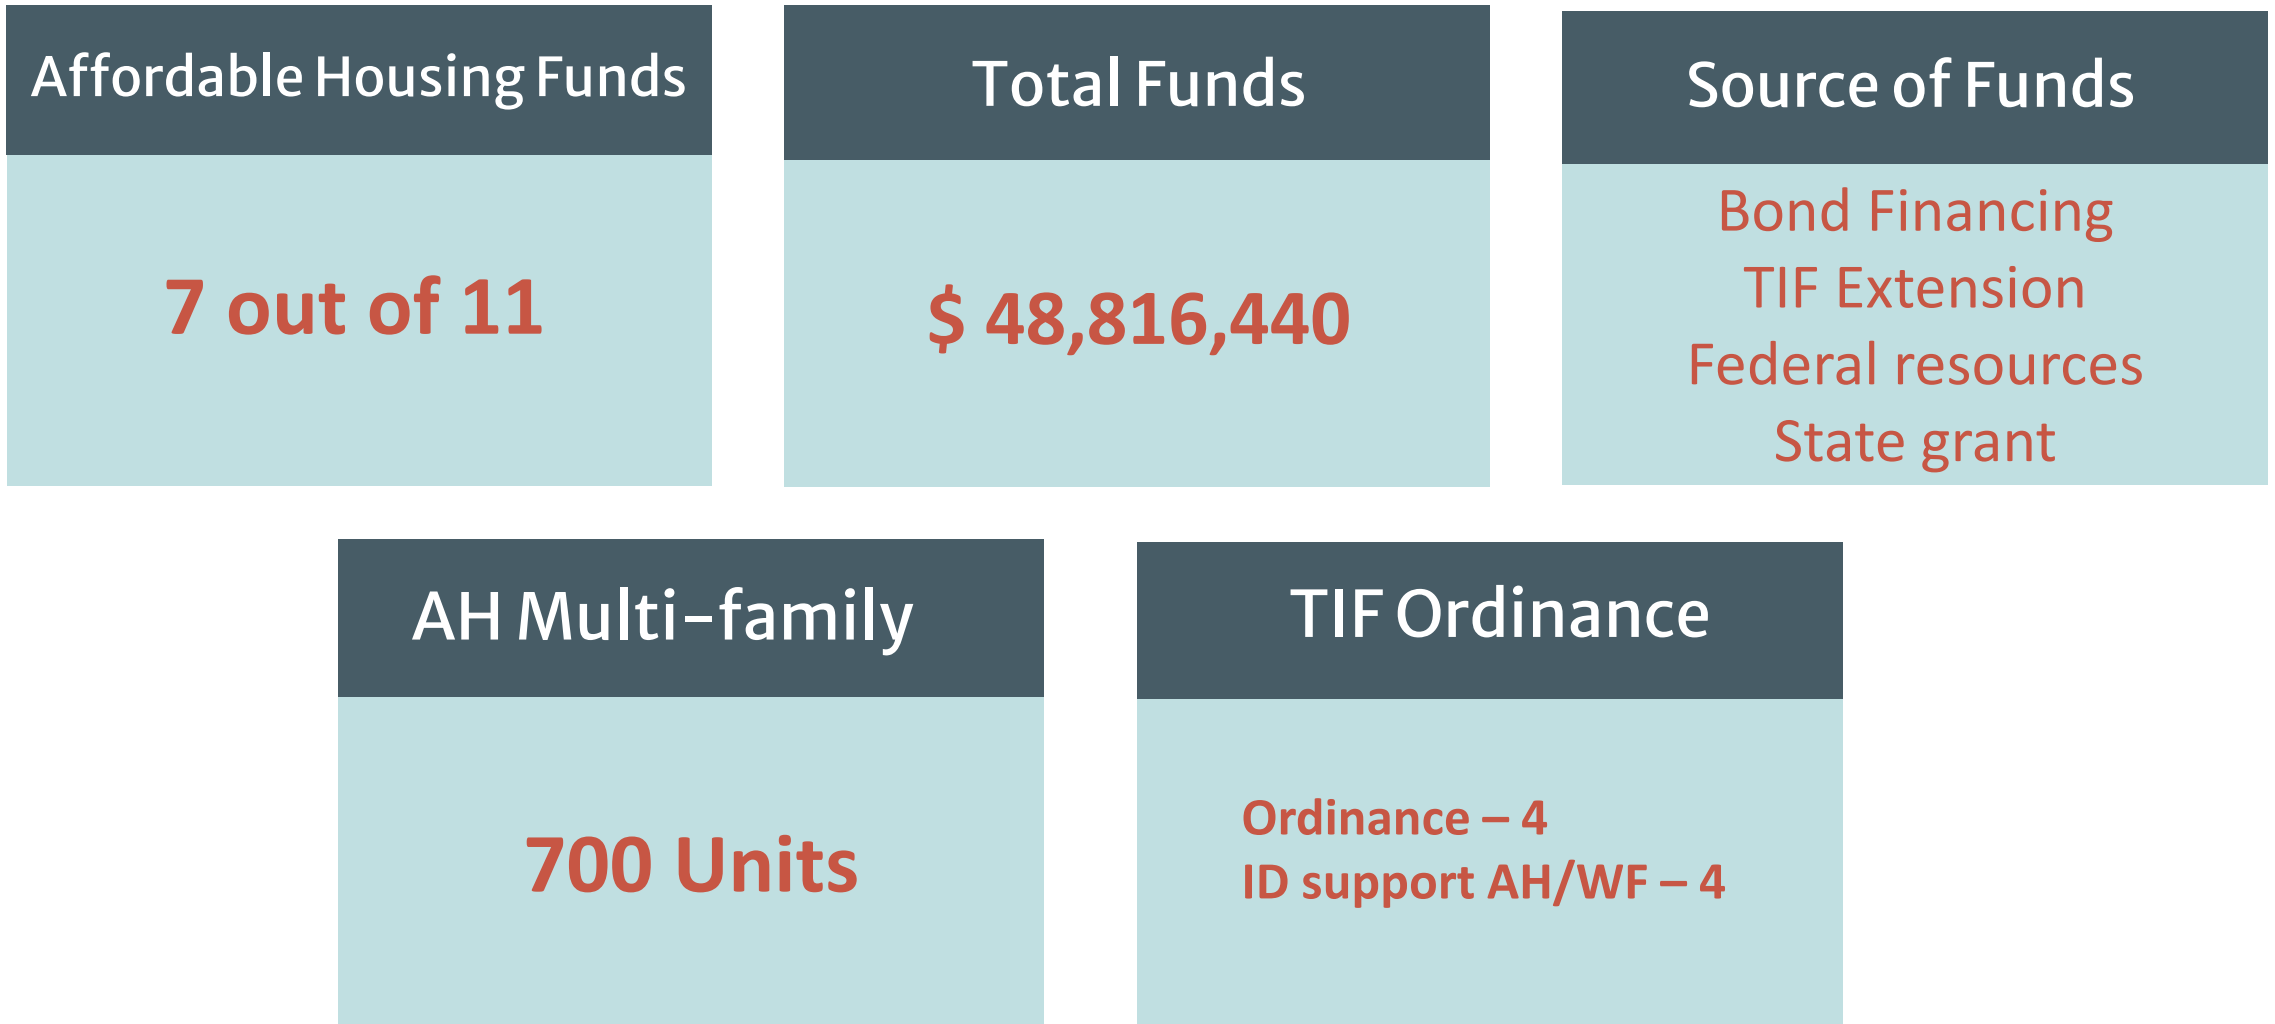 Affordable Housing Funds
7 out of 11
Total Funds
$ 48,816,440
Source of Funds
Bond Financing
TIF Extension
Federal resources
State grant
AH Multi-family
700 Units
TIF Ordinance
Ordinance – 4
ID support AH/WF – 4